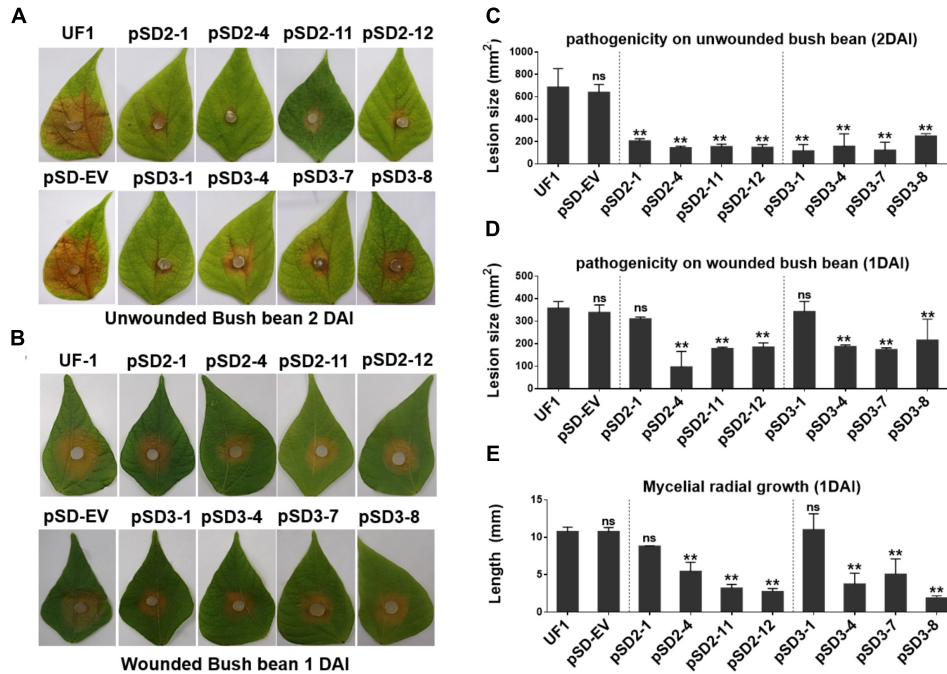 A
UF1 pSD2-1 pSD2-4 pSD2-11 pSD2-12
pSD-EV pSD3-1 pSD3-4 pSD3-7 pSD3-8
Unwounded Bush bean 2 DAI
B
UF-1 pSD2-1 pSD2-4 pSD2-11 pSD2-12
pSD-EV pSD3-1 pSD3-4 pSD3-7 pSD3-8
Wounded Bush bean 1 DAI
C
pathogenicity on unwounded bush bean (2DAI)
Lesion size (mm²)
1000
800
600
400
200
0
ns ** ** ** ** ** ** ** **
UF1 pSD-EV pSD2-1 pSD2-4 pSD2-11 pSD2-12 pSD3-1 pSD3-4 pSD3-7 pSD3-8
D
pathogenicity on wounded bush bean (1DAI)
Lesion size (mm²)
500
400
300
200
100
0
ns ns ** ** ** ns ** ** **
UF1 pSD-EV pSD2-1 pSD2-4 pSD2-11 pSD2-12 pSD3-1 pSD3-4 pSD3-7 pSD3-8
E
Mycelial radial growth (1DAI)
Length (mm)
15
10
5
0
ns ns ** ** ** ns ** ** **
UF1 pSD-EV pSD2-1 pSD2-4 pSD2-11 pSD2-12 pSD3-1 pSD3-4 pSD3-7 pSD3-8